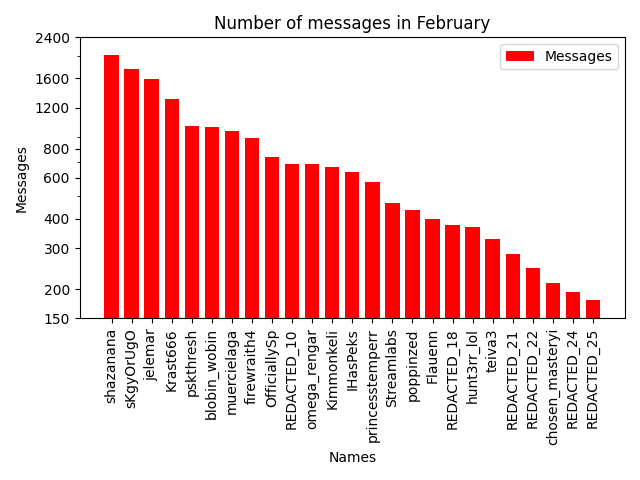 Number of messages in February
Messages
2400
1600
1200
800
600
400
300
200
150
Messages
shazanana
sKgyOrUgO
jelemar
Krast666
pskthresh
blobin_wobin
muercielaga
firewraith4
OfficiallySp
REDACTED_10
omega_rengar
Kimmonkeli
IHasPeks
princesstemperr
Streamlabs
poppinzed
Flauenn
REDACTED_18
hunt3rr_lol
teiva3
REDACTED_21
REDACTED_22
chosen_masteryi
REDACTED_24
REDACTED_25
Names